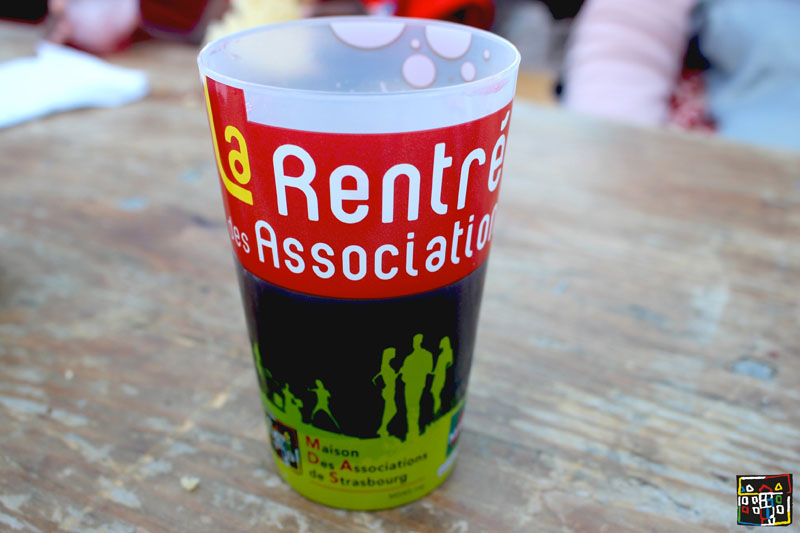 La
Rentré
des Association
Maison
Des Associations
de Strasbourg